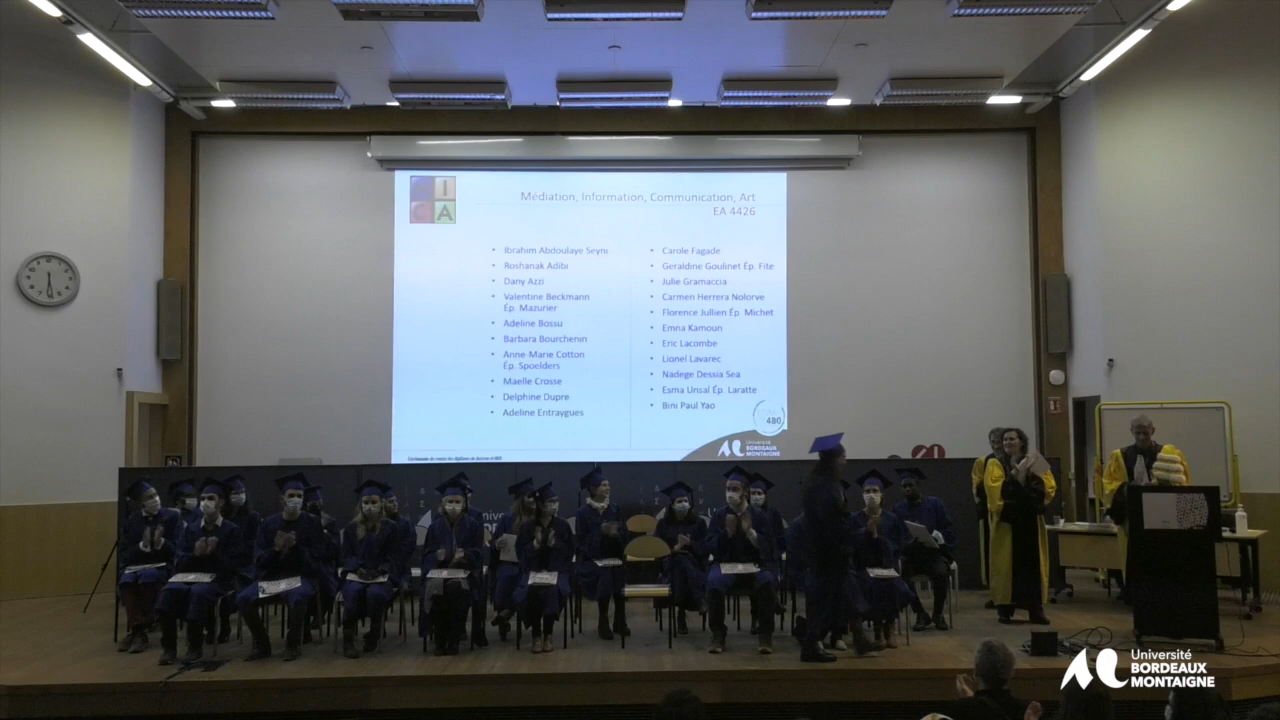 I
C A
Médiation, Information, Communication, Art
EA 4426
• Ibrahim Abdoulaye Seyni
• Roshanak Adibi
• Dany Azzi
• Valentine Beckmann
Ép. Mazurier
• Adeline Bossu
• Barbara Bourchenin
• Anne-Marie Cotton
Ép. Spoelders
• Maelle Crosse
• Delphine Dupre
• Adeline Entraygues
• Carole Fagade
• Geraldine Goulinet Ép. Fite
• Julie Gramaccia
• Carmen Herrera Nolorve
• Florence Jullien Ép. Michet
• Emna Kamoun
• Eric Lacombe
• Lionel Lavarec
• Nadege Dessia Sea
• Esma Unsal Ép. Laratte
• Bini Paul Yao
480
Université
BORDEAUX
MONTAIGNE
Université
BORDEAUX
MONTAIGNE